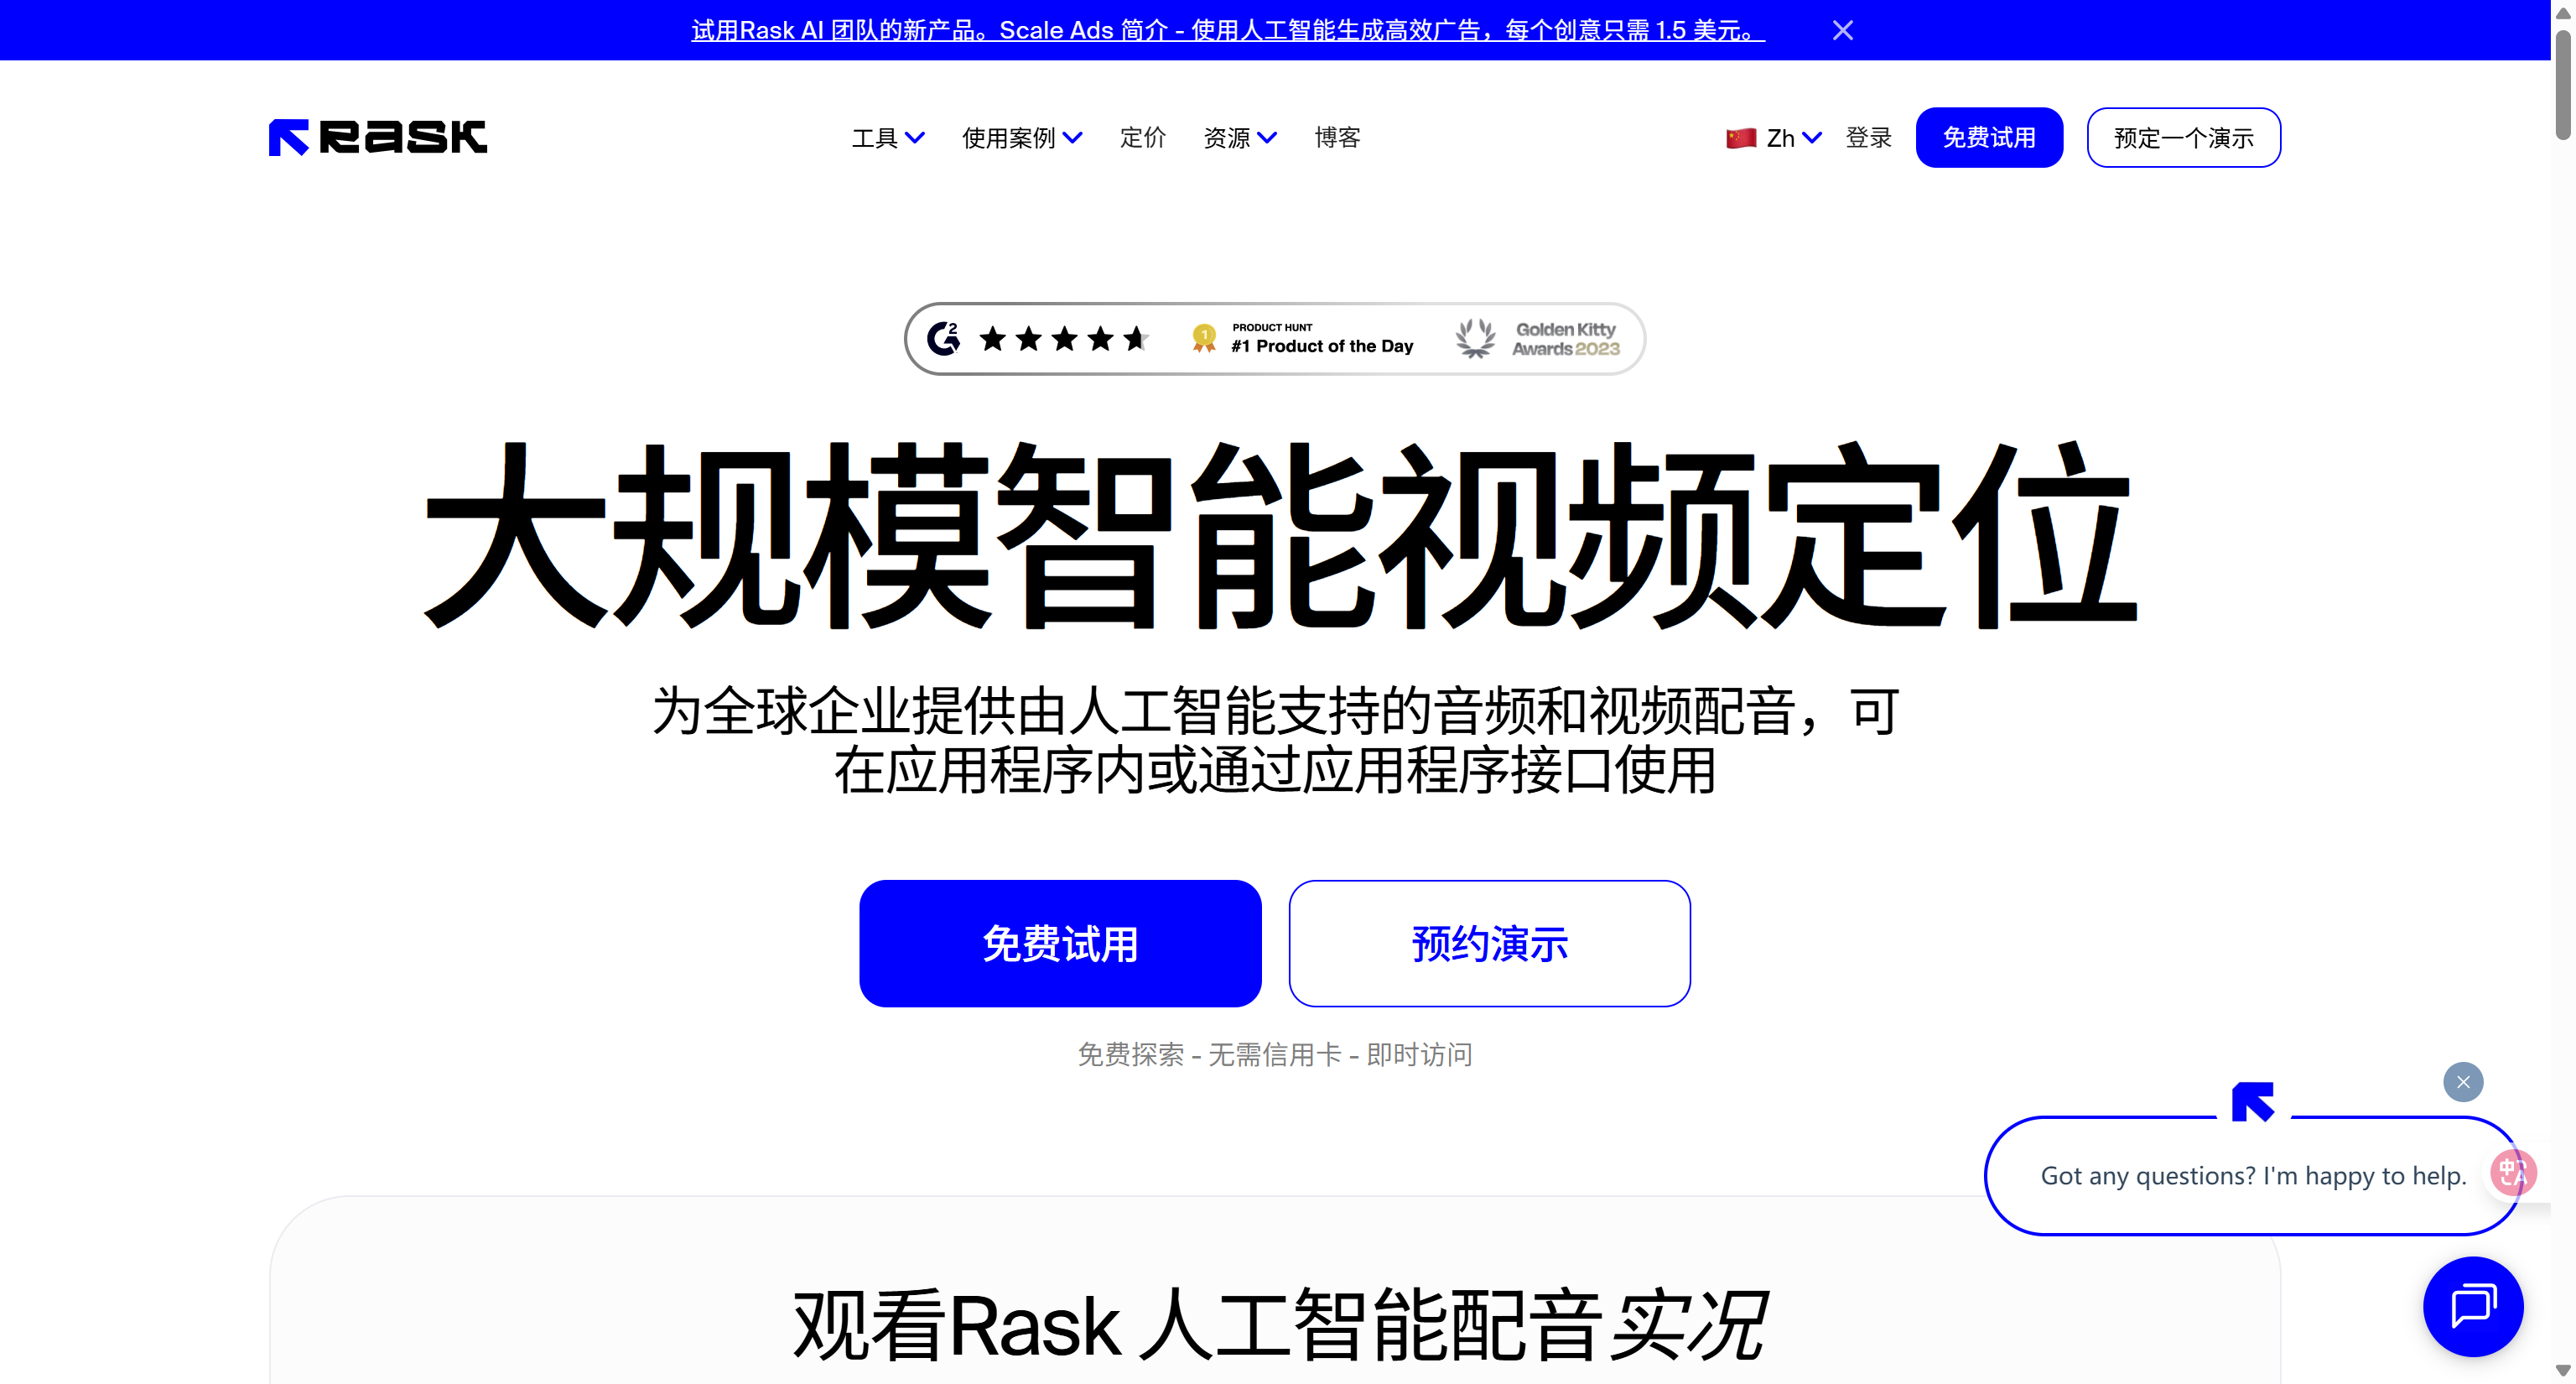 试用Rask AI 团队的新产品。Scale Ads 简介 - 使用人工智能生成高效广告，每个创意只需 1.5 美元。
Rask
工具 使用案例 定价 资源 博客
Zh 登录 免费试用 预定一个演示
G2
PRODUCT HUNT
#1 Product of the Day
1
Golden Kitty
Awards 2023
大规模智能视频定位
为全球企业提供由人工智能支持的音频和视频配音，可
在应用程序内或通过应用程序接口使用
免费试用 预约演示
免费探索 - 无需信用卡 - 即时访问
Got any questions? I'm happy to help.
中A
观看Rask 人工智能配音实况